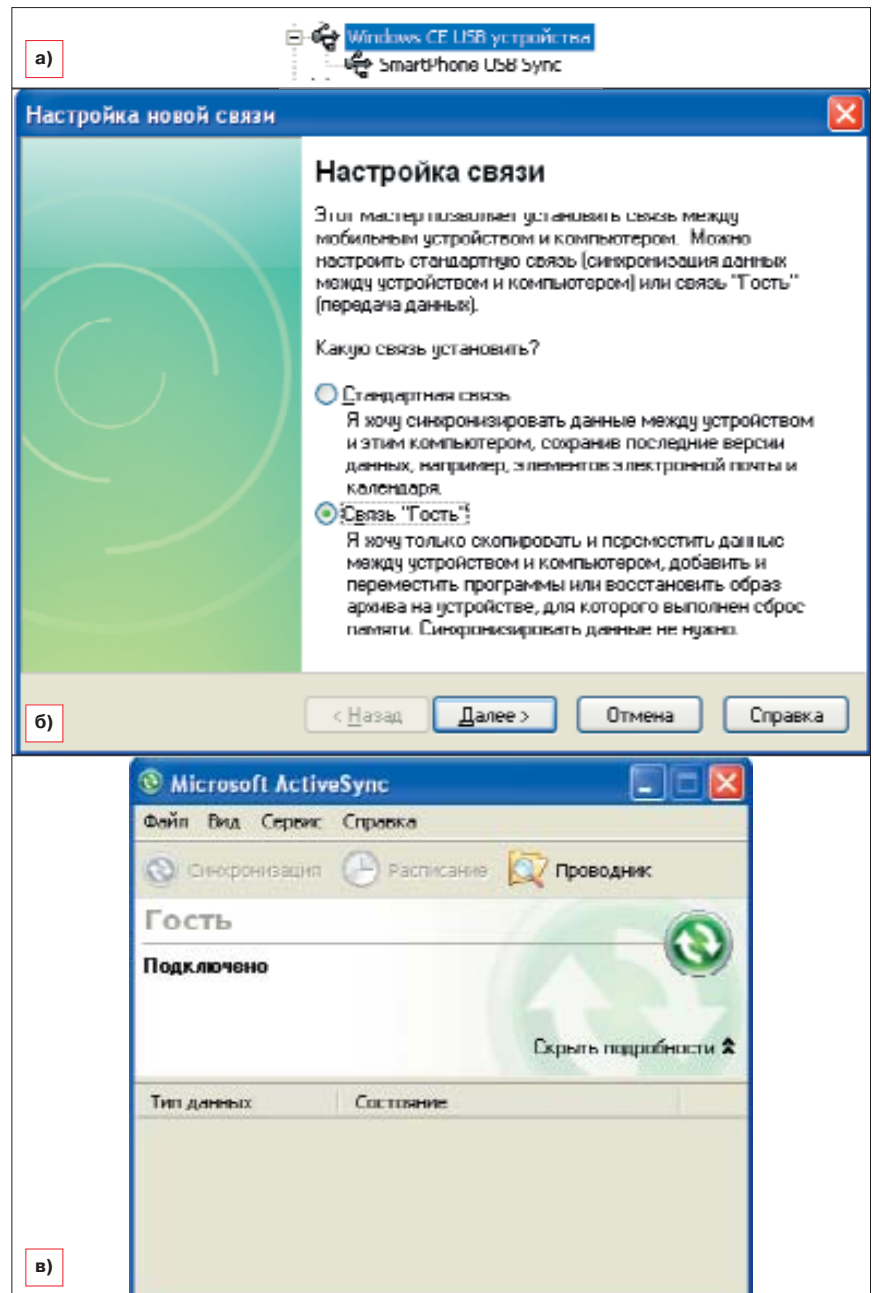 а)
Windows CE USB устройства
SmartPhone USB Sync
Настройка новой связи
Настройка связи
Этот мастер позволяет установить связь между
мобильным устройством и компьютером. Можно
настроить стандартную связь (синхронизация данных
между устройством и компьютером) или связь "Гость"
(передача данных).
Какую связь установить?
Стандартная связь
Я хочу синхронизировать данные между устройством
и этим компьютером, сохранив последние версии
данных, например, элементов электронной почты и
календаря.
Связь "Гость"
Я хочу только скопировать и переместить данные
между устройством и компьютером, добавить и
переместить программы или восстановить образ
архива на устройстве, для которого выполнен сброс
памяти. Синхронизировать данные не нужно.
б)
< Назад
Далее >
Отмена
Справка
Microsoft ActiveSync
Файл Вид Сервис Справка
Синхронизация Расписание Проводник
Гость
Подключено
Скрыть подробности
Тип данных Состояние
в)